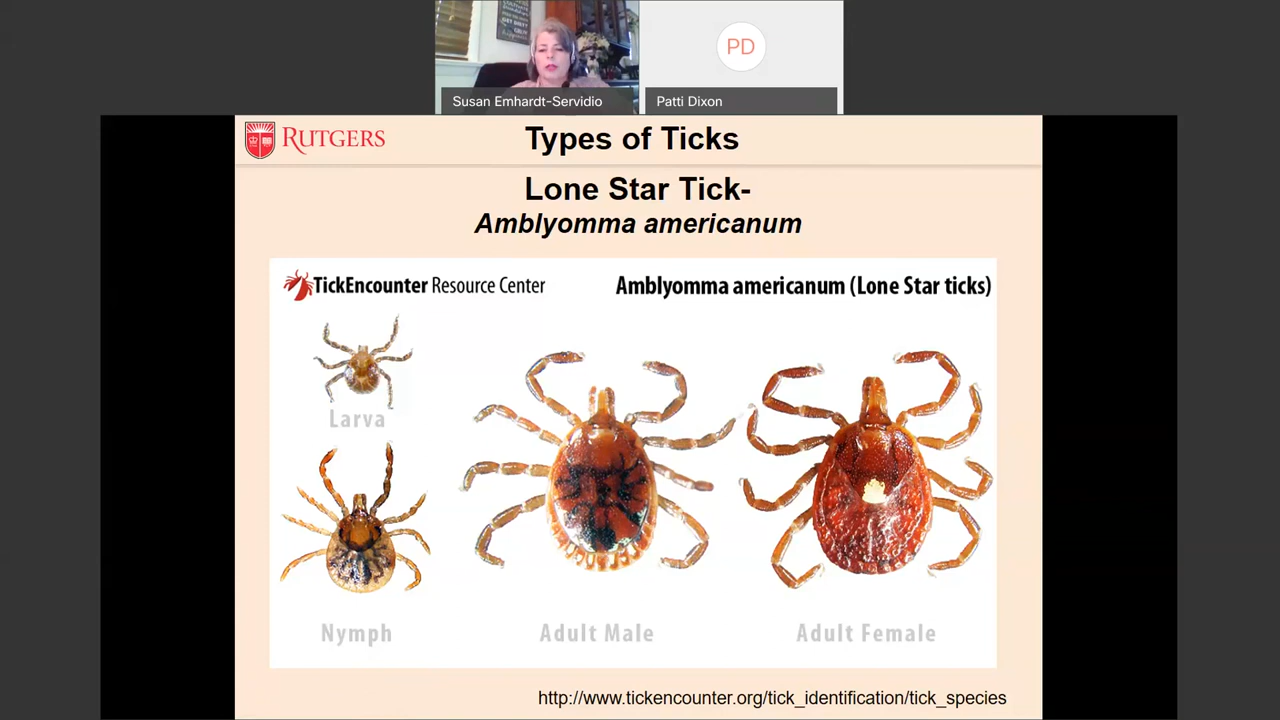 Susan Emhardt-Servidio
PD
Patti Dixon
RUTGERS
Types of Ticks
Lone Star Tick-
Amblyomma americanum
TickEncounter Resource Center
Amblyomma americanum (Lone Star ticks)
Larva
Nymph
Adult Male
Adult Female
http://www.tickencounter.org/tick_identification/tick_species